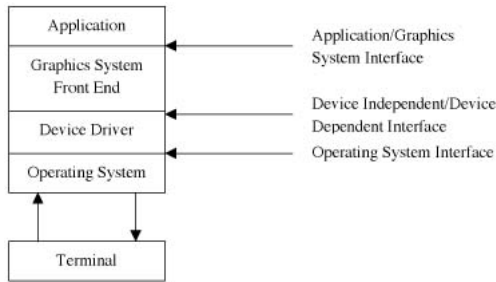 Application
Graphics System
Front End
Device Driver
Operating System
Terminal
Application/Graphics
System Interface
Device Independent/Device
Dependent Interface
Operating System Interface